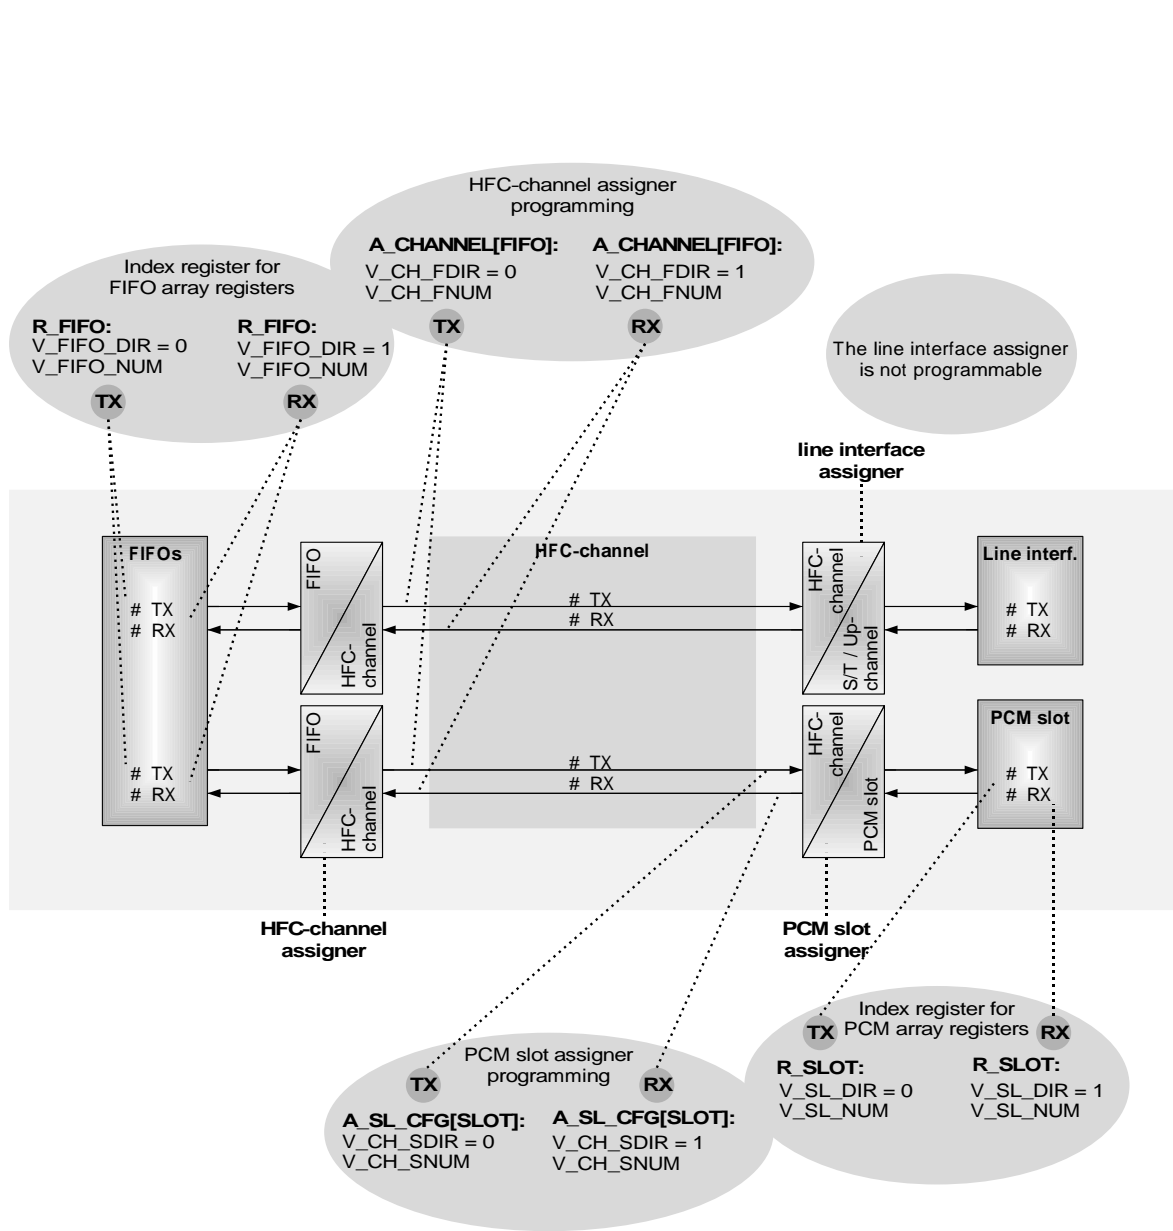 HFC-channel assigner
programming
A_CHANNEL[FIFO]:
V_CH_FDIR = 0
V_CH_FNUM
TX
A_CHANNEL[FIFO]:
V_CH_FDIR = 1
V_CH_FNUM
RX
Index register for
FIFO array registers
R_FIFO:
V_FIFO_DIR = 0
V_FIFO_NUM
TX
R_FIFO:
V_FIFO_DIR = 1
V_FIFO_NUM
RX
The line interface assigner
is not programmable
line interface
assigner
FIFOs
# TX
# RX
# TX
# RX
FIFO
HFC-
channel
FIFO
HFC-
channel
HFC-channel
# TX
# RX
# TX
# RX
HFC-
channel
S/T / Up-
channel
HFC-
channel
PCM slot
Line interf.
# TX
# RX
PCM slot
# TX
# RX
HFC-channel
assigner
PCM slot
assigner
PCM slot assigner
programming
TX
A_SL_CFG[SLOT]:
V_CH_SDIR = 0
V_CH_SNUM
RX
A_SL_CFG[SLOT]:
V_CH_SDIR = 1
V_CH_SNUM
Index register for
PCM array registers
TX
R_SLOT:
V_SL_DIR = 0
V_SL_NUM
RX
R_SLOT:
V_SL_DIR = 1
V_SL_NUM